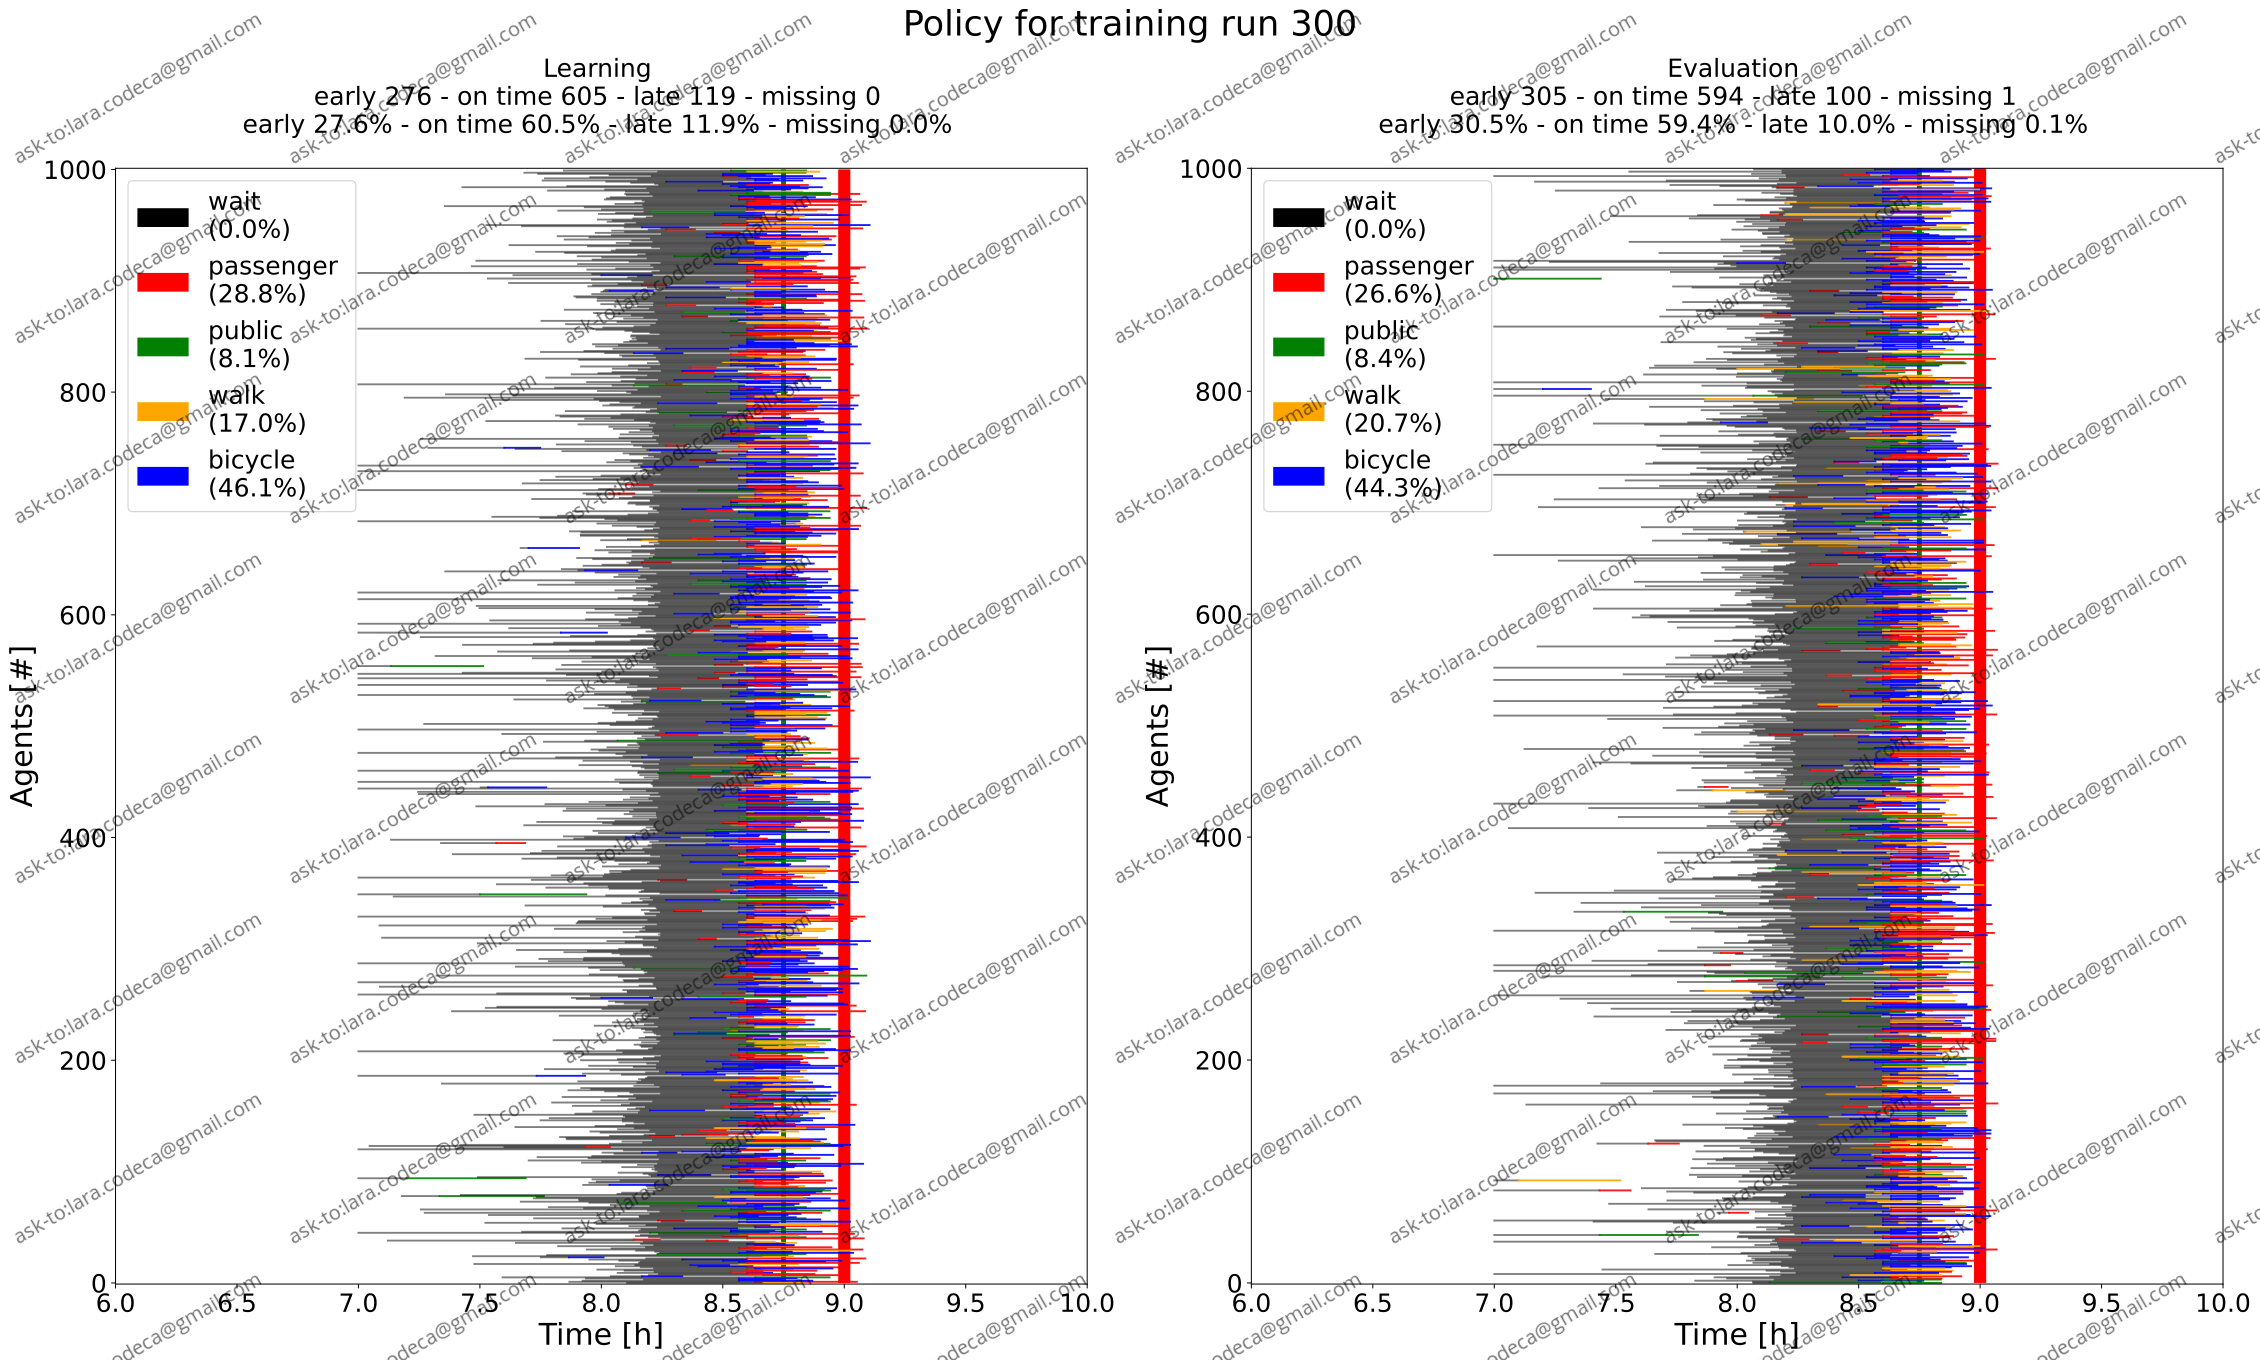 Policy for training run 300
Learning
early 276 - on time 605 - late 119 - missing 0
early 27.6% - on time 60.5% - late 11.9% - missing 0.0%
1000
800
600
400
200
0
Agents [#]
wait
(0.0%)
passenger
(28.8%)
public
(8.1%)
walk
(17.0%)
bicycle
(46.1%)
6.0 6.5 7.0 7.5 8.0 8.5 9.0 9.5 10.0
Time [h]
Evaluation
early 305 - on time 594 - late 100 - missing 1
early 30.5% - on time 59.4% - late 10.0% - missing 0.1%
1000
800
600
400
200
0
Agents [#]
wait
(0.0%)
passenger
(26.6%)
public
(8.4%)
walk
(20.7%)
bicycle
(44.3%)
6.0 6.5 7.0 7.5 8.0 8.5 9.0 9.5 10.0
Time [h]
ask-to:lara.codeca@gmail.com